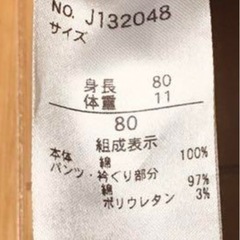 NO. J132048
サイズ
身長 80
体重 11
80
組成表示
本体
綿 100%
パンツ・衿ぐり部分
綿 97%
ポリウレタン 3%